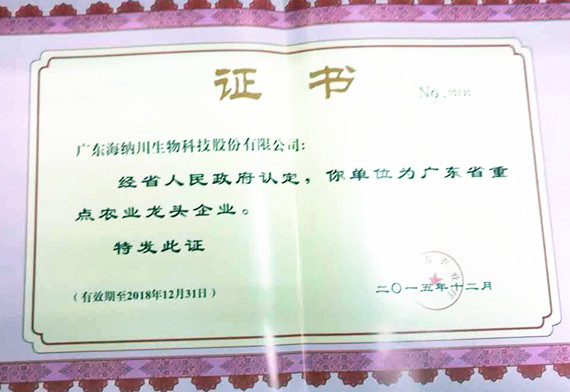 证书
No.
广东海纳川生物科技股份有限公司:
经省人民政府认定，你单位为广东省重
点农业龙头企业。
特发此证
(有效期至2018年12月31日)
二〇一五年十二月